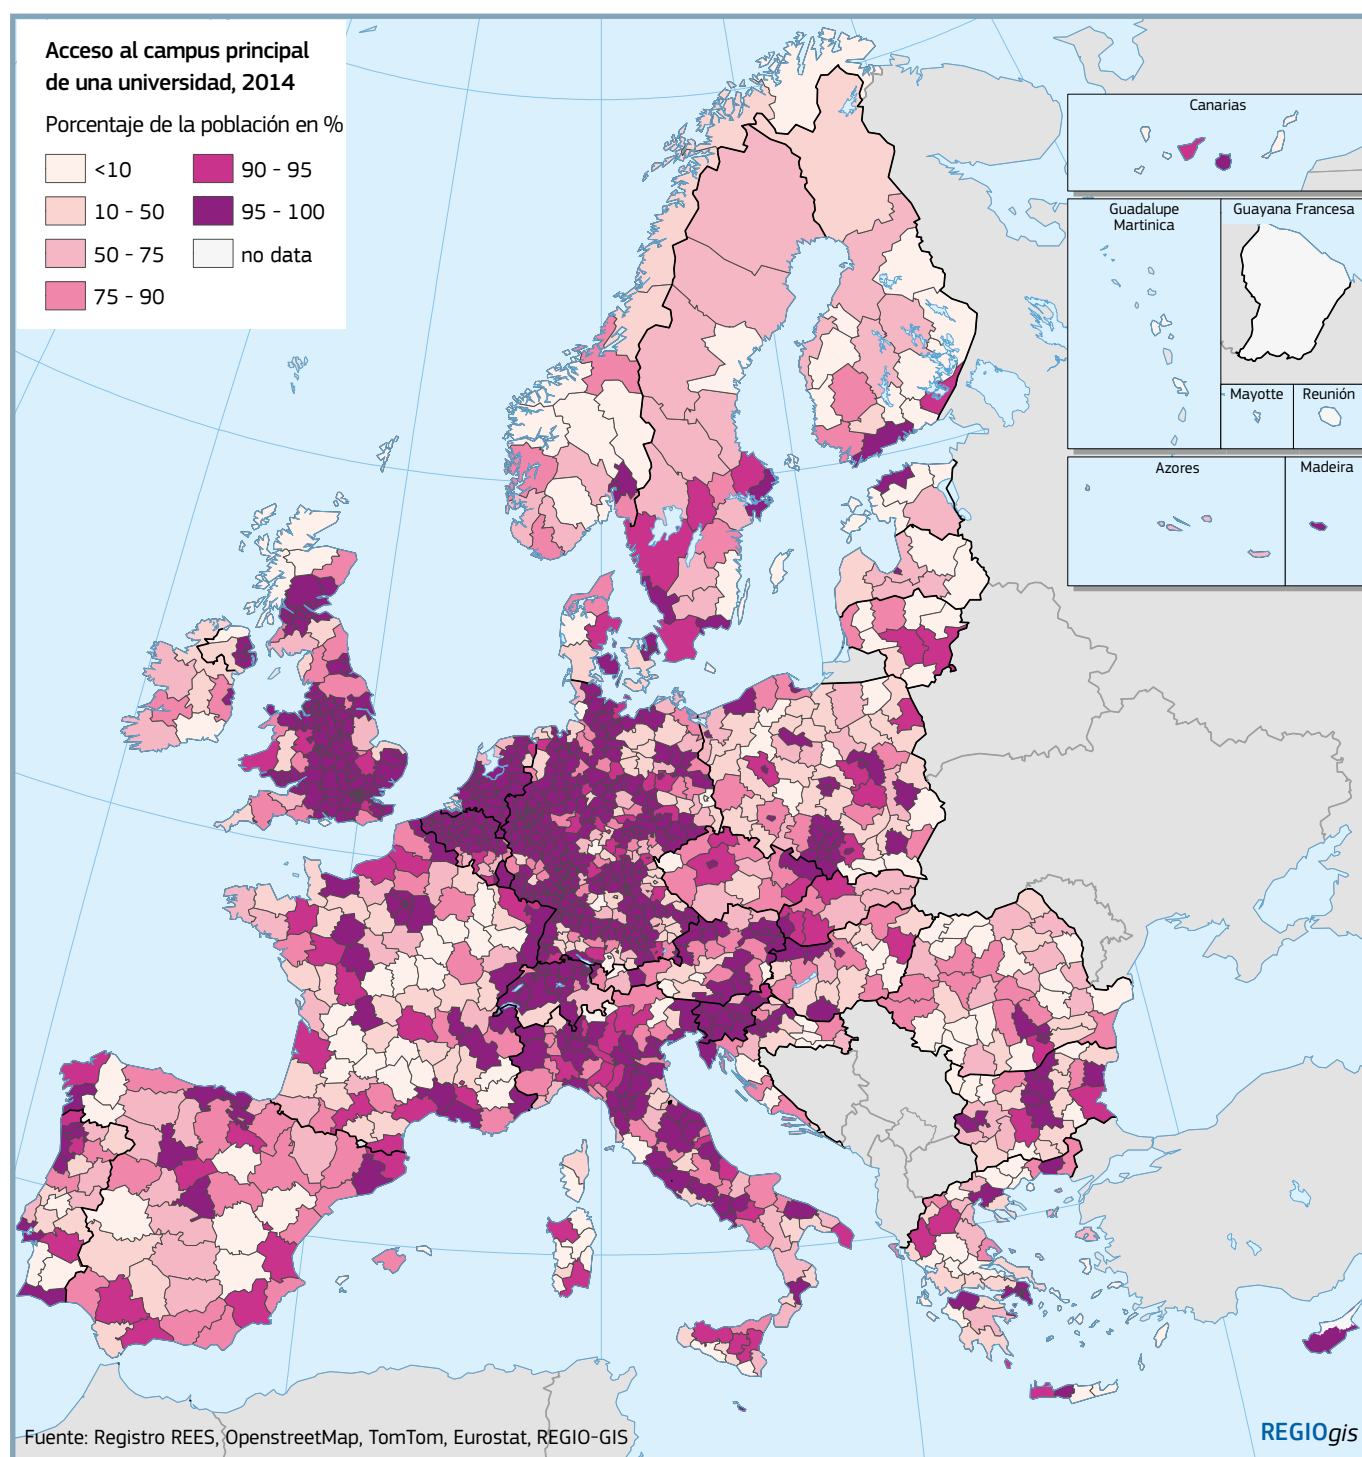 Acceso al campus principal
de una universidad, 2014
Porcentaje de la población en %
<10
10 - 50
50 - 75
75 - 90
90 - 95
95 - 100
no data
Canarias
Guadalupe
Martinica
Guayana Francesa
Mayotte
Reunión
Azores
Madeira
Fuente: Registro REES, OpenstreetMap, TomTom, Eurostat, REGIO-GIS
REGIOgis